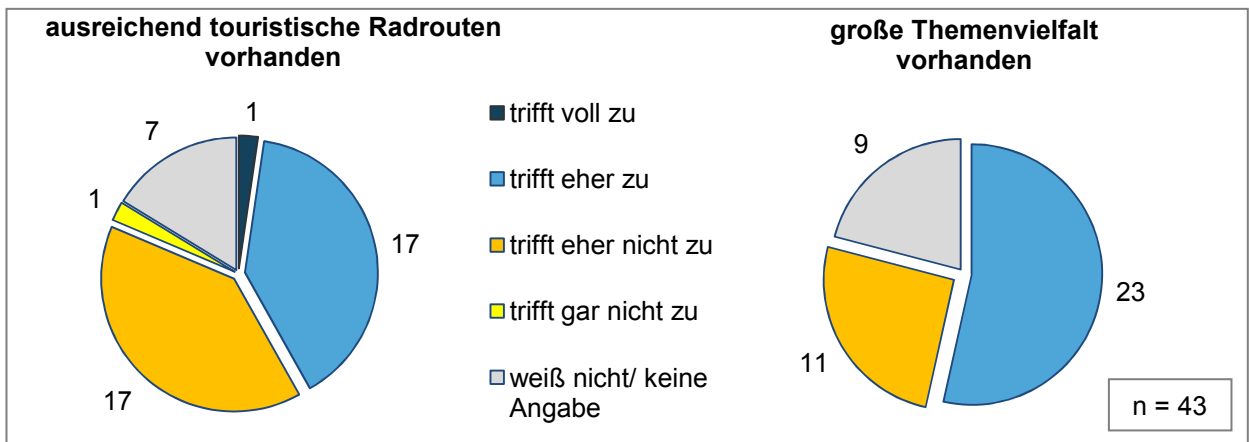 ausreichend touristische Radrouten
vorhanden
1
7
1
17
17
trifft voll zu
trifft eher zu
trifft eher nicht zu
trifft gar nicht zu
weiß nicht/ keine
Angabe
große Themenvielfalt
vorhanden
9
23
11
n = 43